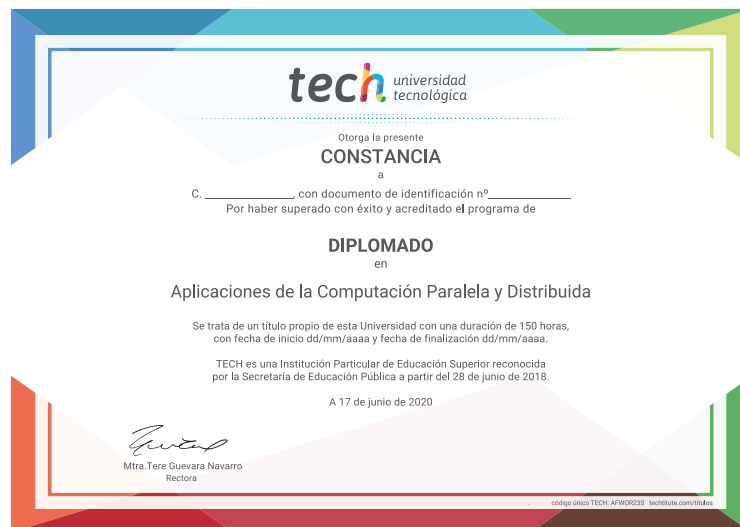 tech universidad
tecnológica
Otorga la presente
CONSTANCIA
a
C. ______________, con documento de identificación nº______________
Por haber superado con éxito y acreditado el programa de
DIPLOMADO
en
Aplicaciones de la Computación Paralela y Distribuida
Se trata de un título propio de esta Universidad con una duración de 150 horas,
con fecha de inicio dd/mm/aaaa y fecha de finalización dd/mm/aaaa.
TECH es una Institución Particular de Educación Superior reconocida
por la Secretaría de Educación Pública a partir del 28 de junio de 2018.
A 17 de junio de 2020
Mtra.Tere Guevara Navarro
Rectora
código único TECH: AFWOR23S techtitute.com/titulos